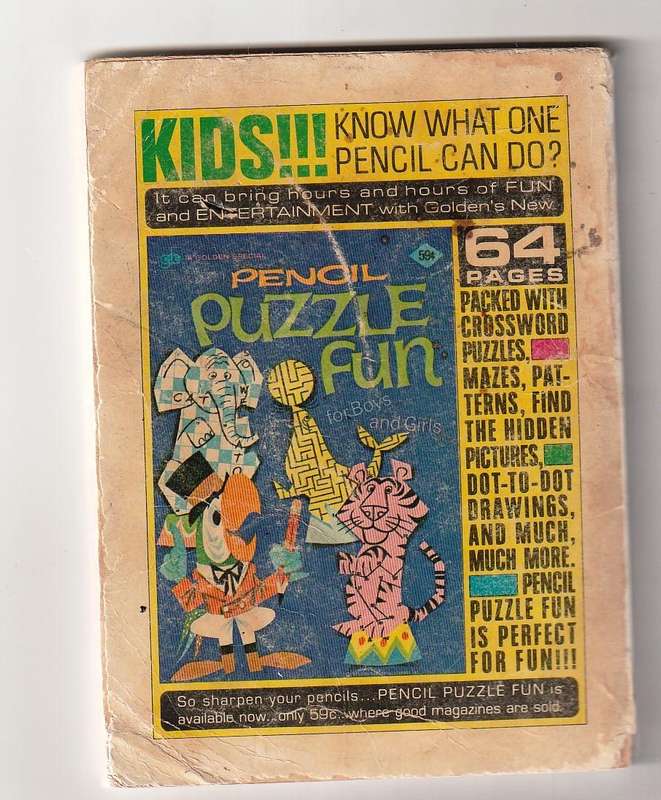 KIDS!!!
KNOW WHAT ONE
PENCIL CAN DO?
It can bring hours and hours of FUN
and ENTERTAINMENT with Golden's New
A GOLDEN SPECIAL
59¢
PENCIL
PUZZLE
FUN
for Boys
and Girls
64
PAGES
PACKED WITH
CROSSWORD
PUZZLES,
MAZES, PAT-
TERNS, FIND
THE HIDDEN
PICTURES,
DOT-TO-DOT
DRAWINGS,
AND MUCH,
MUCH MORE.
PENCIL
PUZZLE FUN
IS PERFECT
FOR FUN!!!
So sharpen your pencils...PENCIL PUZZLE FUN is
available now...only 59c...where good magazines are sold.